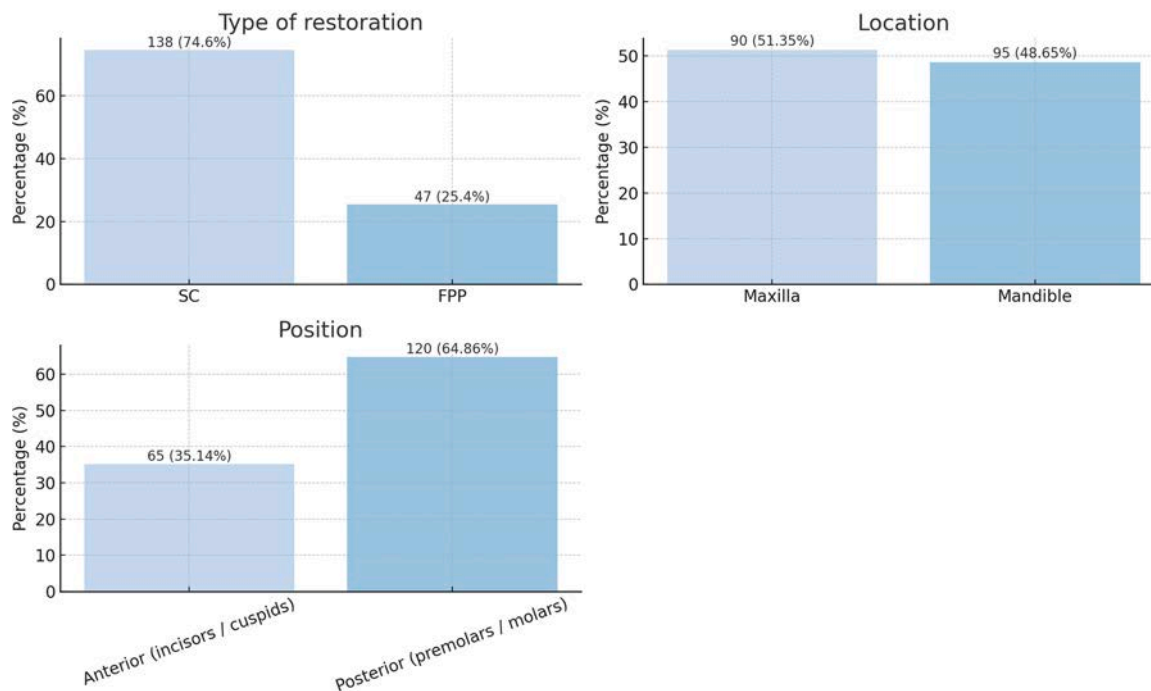 Type of restoration
138 (74.6%)
47 (25.4%)
Percentage (%)
60
40
20
0
SC
FPP
Location
90 (51.35%)
95 (48.65%)
Percentage (%)
50
40
30
20
10
0
Maxilla
Mandible
Position
120 (64.86%)
65 (35.14%)
Percentage (%)
60
50
40
30
20
10
0
Anterior (incisors / cuspids)
Posterior (premolars / molars)